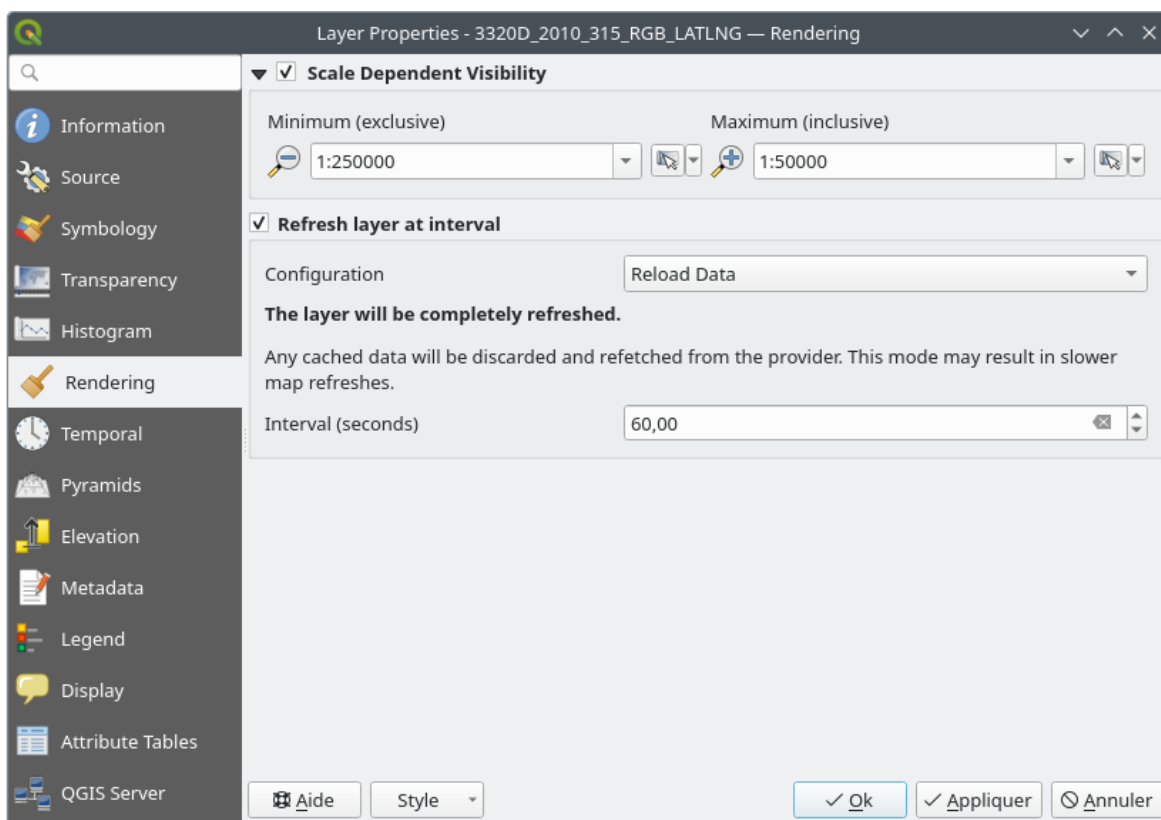 Layer Properties - 3320D_2010_315_RGB_LATLNG — Rendering
Information
Source
Symbology
Transparency
Histogram
Rendering
Temporal
Pyramids
Elevation
Metadata
Legend
Display
Attribute Tables
QGIS Server
Scale Dependent Visibility
Minimum (exclusive) Maximum (inclusive)
1:250000 1:50000
Refresh layer at interval
Configuration Reload Data
The layer will be completely refreshed.
Any cached data will be discarded and refetched from the provider. This mode may result in slower
map refreshes.
Interval (seconds) 60,00
Aide Style Ok Appliquer Annuler